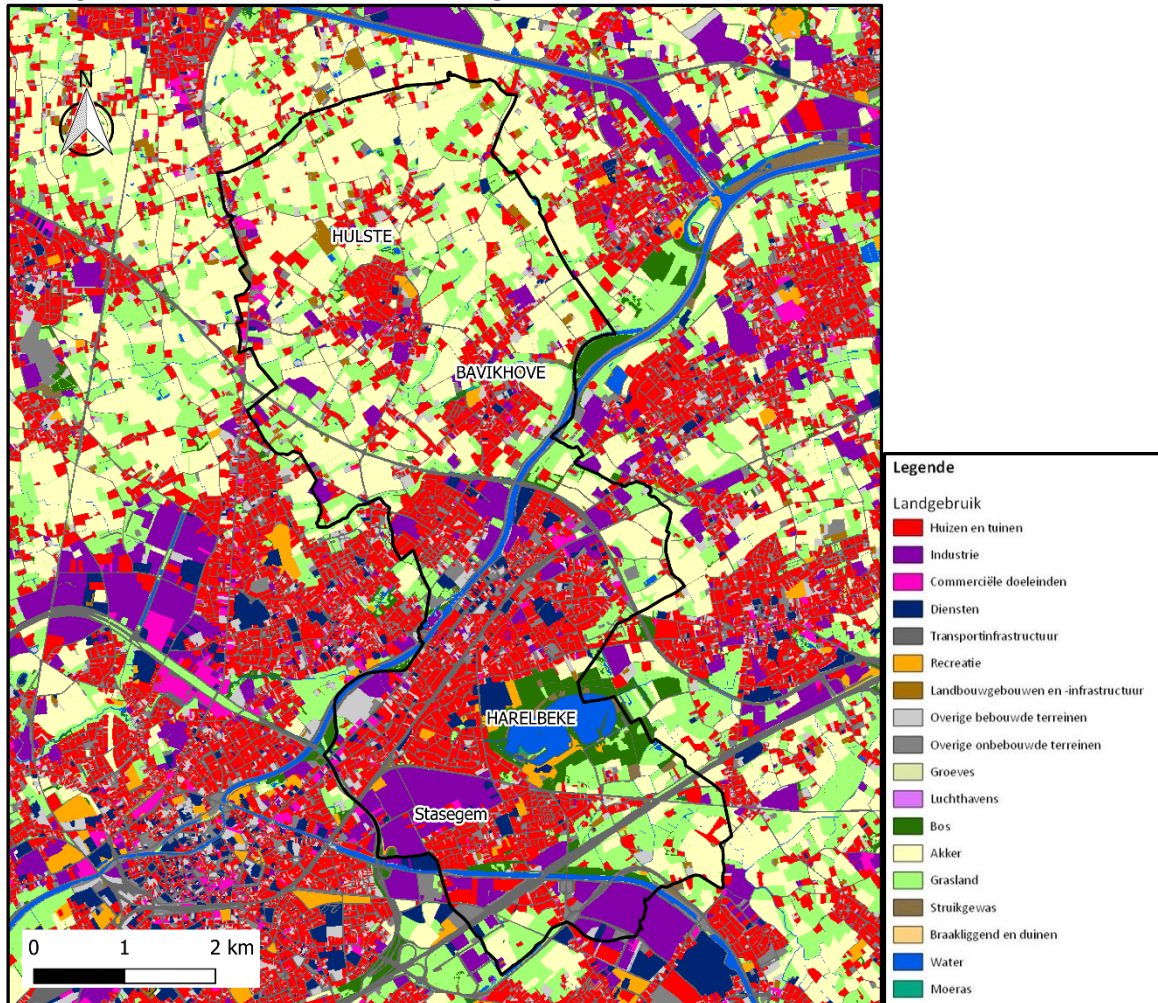 N
HULSTE
BAVIKHOVE
HARELBEKE
Stasegem
0 1 2 km
Legende
Landgebruik
Huizen en tuinen
Industrie
Commerciële doeleinden
Diensten
Transportinfrastructuur
Recreatie
Landbouwgebouwen en -infrastructuur
Overige bebouwde terreinen
Overige onbebouwde terreinen
Groeves
Luchthavens
Bos
Akker
Grasland
Struikgewas
Braakliggend en duinen
Water
Moeras